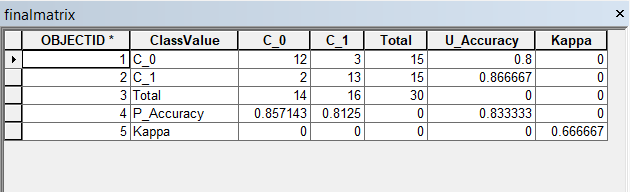 finalmatrix
OBJECTID * ClassValue C_0 C_1 Total U_Accuracy Kappa
1 C_0 12 3 15 0.8 0
2 C_1 2 13 15 0.866667 0
3 Total 14 16 30 0 0
4 P_Accuracy 0.857143 0.8125 0 0.833333 0
5 Kappa 0 0 0 0 0.666667